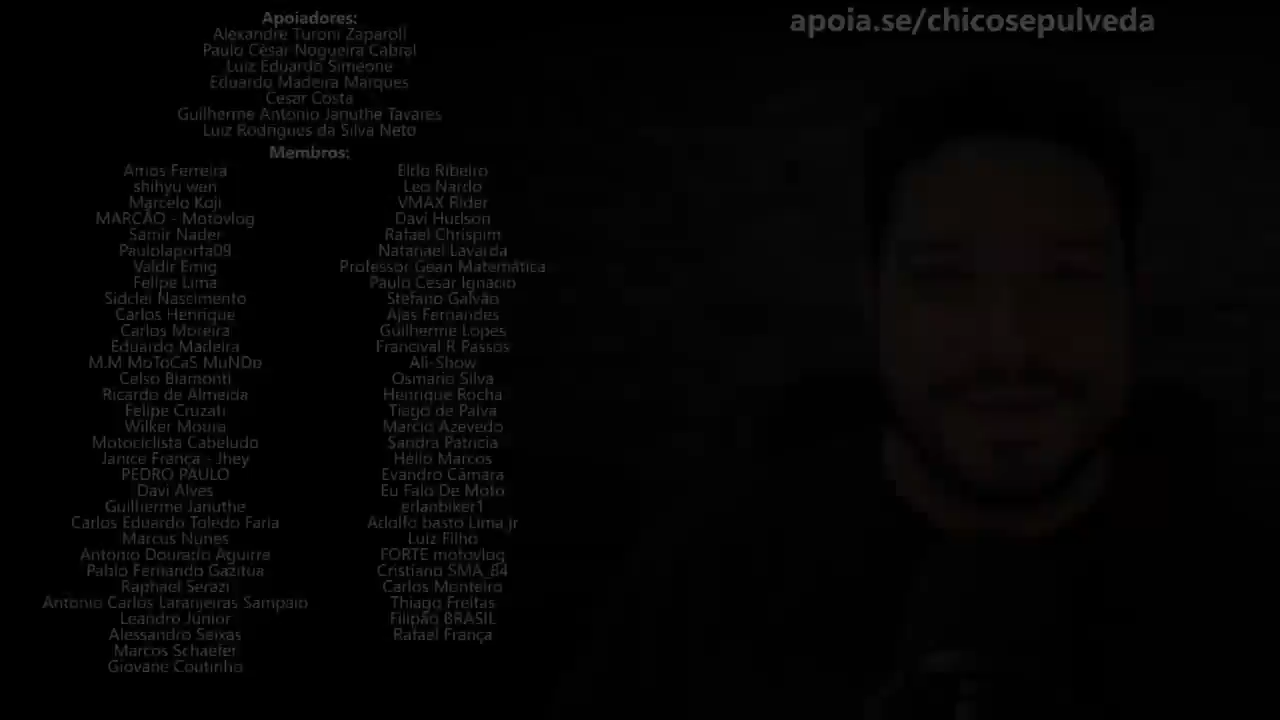 Apoiadores:
Alexandre Turoni Zaparoli
Paulo César Nogueira Cabral
Luiz Eduardo Simeone
Eduardo Madeira Marques
Cesar Costa
Guilherme Antonio Januthe Tavares
Luiz Rodrigues da Silva Neto
Membros:
Amos Ferreira
shihyu wen
Marcelo Koji
MARCÃO - Motovlog
Samir Nader
Paulolaporta09
Valdir Emig
Felipe Lima
Sidclei Nascimento
Carlos Henrique
Carlos Moreira
Eduardo Madeira
M.M MoToCaS MuNDo
Celso Biamonti
Ricardo de Almeida
Felipe Cruzati
Wilker Moura
Motociclista Cabeludo
Janice França - Jhey
PEDRO PAULO
Davi Alves
Guilherme Januthe
Carlos Eduardo Toledo Faria
Marcus Nunes
Antonio Dourado Aguirre
Pablo Fernando Gazitua
Raphael Serazi
Antonio Carlos Laranjeiras Sampaio
Leandro Júnior
Alessandro Seixas
Marcos Schaefer
Giovane Coutinho
Elcio Ribeiro
Leo Nardo
VMAX Rider
Davi Hudson
Rafael Chrispim
Natanael Lavarda
Professor Gean Matemática
Paulo Cesar Ignacio
Stefano Galvão
Ajas Fernandes
Guilherme Lopes
Francival R Passos
Ali-Show
Osmario Silva
Henrique Rocha
Tiago de Paiva
Marcio Azevedo
Sandra Patricia
Hélio Marcos
Evandro Câmara
Eu Falo De Moto
erlanbiker1
Adolfo basto Lima jr
Luiz Filho
FORTE motovlog
Cristiano SMA_84
Carlos Monteiro
Thiago Freitas
Filipão BRASIL
Rafael França
apoia.se/chicosepulveda